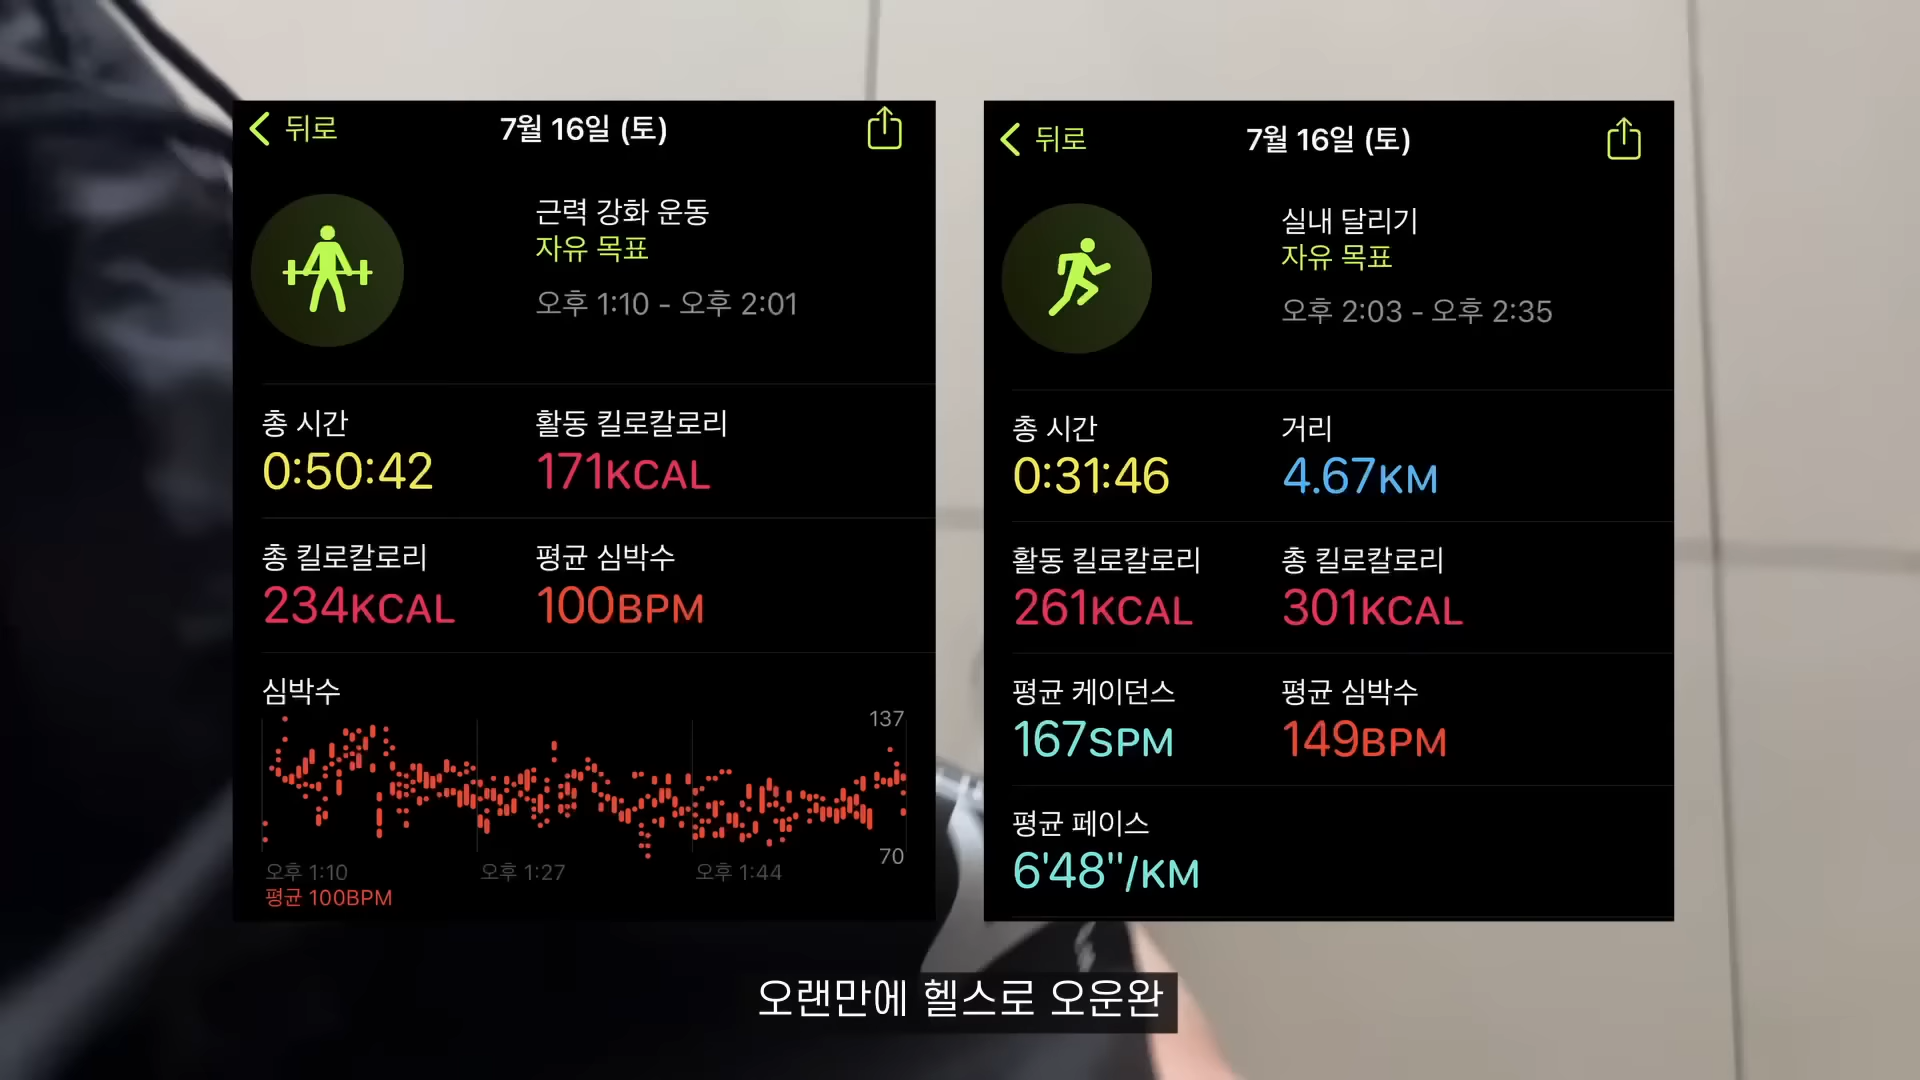 뒤로
7월 16일 (토)
근력 강화 운동
자유 목표
오후 1:10 - 오후 2:01
총 시간
활동 킬로칼로리
0:50:42
171KCAL
총 킬로칼로리
평균 심박수
234KCAL
100BPM
심박수
137
70
오후 1:10
오후 1:27
오후 1:44
평균 100BPM
뒤로
7월 16일 (토)
실내 달리기
자유 목표
오후 2:03 - 오후 2:35
총 시간
거리
0:31:46
4.67KM
활동 킬로칼로리
총 킬로칼로리
261KCAL
301KCAL
평균 케이던스
평균 심박수
167SPM
149BPM
평균 페이스
6'48"/KM
오랜만에 헬스로 오운완